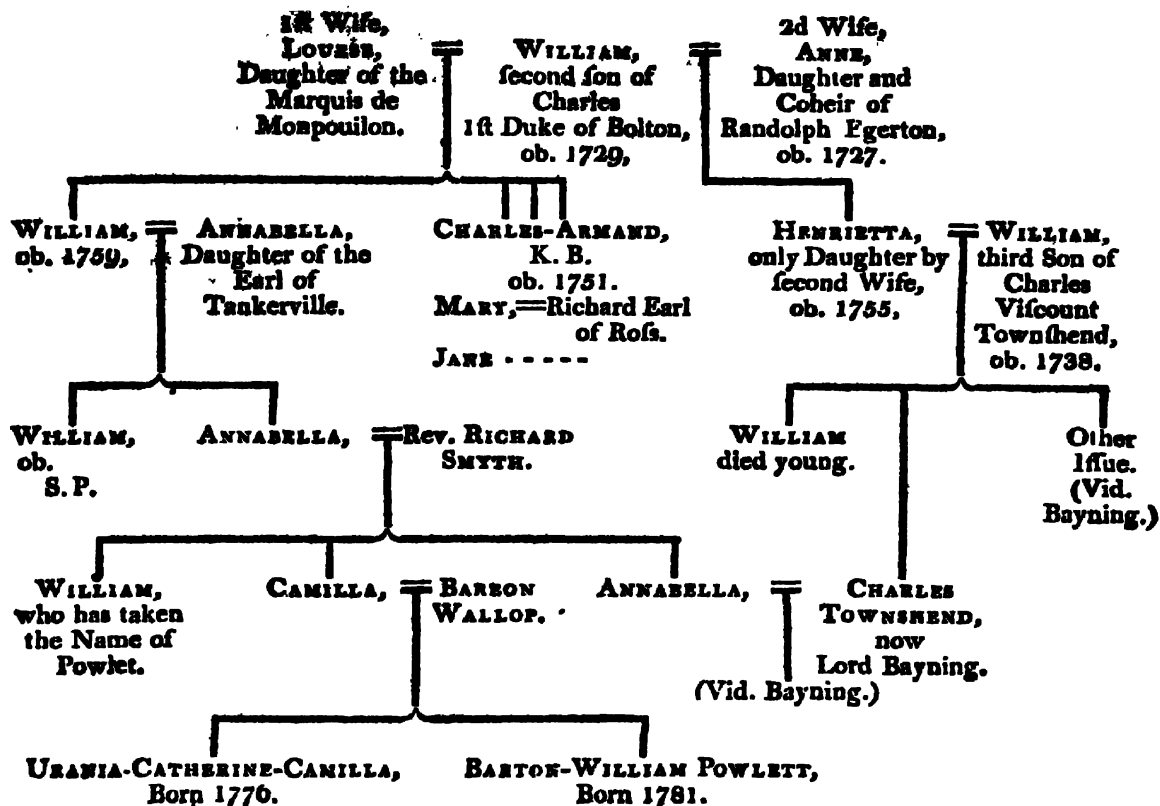 1st Wife,
LOUISE,
Daughter of the
Marquis de
Monpouilon.
WILLIAM,
ſecond ſon of
Charles
1ſt Duke of Bolton,
ob. 1729,
2d Wife,
ANNE,
Daughter and
Coheir of
Randolph Egerton,
ob. 1727.
WILLIAM,
ob. 1759,
ANNABELLA,
Daughter of the
Earl of
Tankerville.
CHARLES-ARMAND,
K. B.
ob. 1751.
MARY,=Richard Earl
of Roſs.
JANE - - - - -
HENRIETTA,
only Daughter by
ſecond Wife,
ob. 1755,
WILLIAM,
third Son of
Charles
Viſcount
Townſhend,
ob. 1738.
WILLIAM,
ob.
S. P.
ANNABELLA,
Rev. RICHARD
SMYTH.
WILLIAM
died young.
Other
Iſſue.
(Vid.
Bayning.)
WILLIAM,
who has taken
the Name of
Powlet.
CAMILLA,
BARRON
WALLOP.
ANNABELLA,
(Vid. Bayning.)
CHARLES
TOWNSHEND,
now
Lord Bayning.
URANIA-CATHERINE-CAMILLA,
Born 1776.
BARTON-WILLIAM POWLETT,
Born 1781.